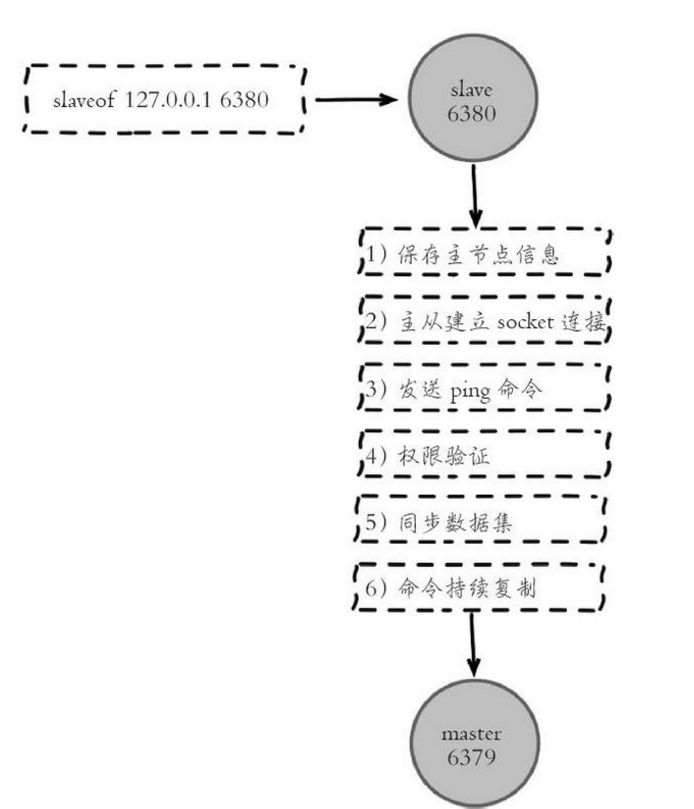 slaveof 127.0.0.1 6380
slave
6380
1）保存主节点信息
2）主从建立 socket 连接
3）发送 ping 命令
4）权限验证
5）同步数据集
6）命令持续复制
master
6379